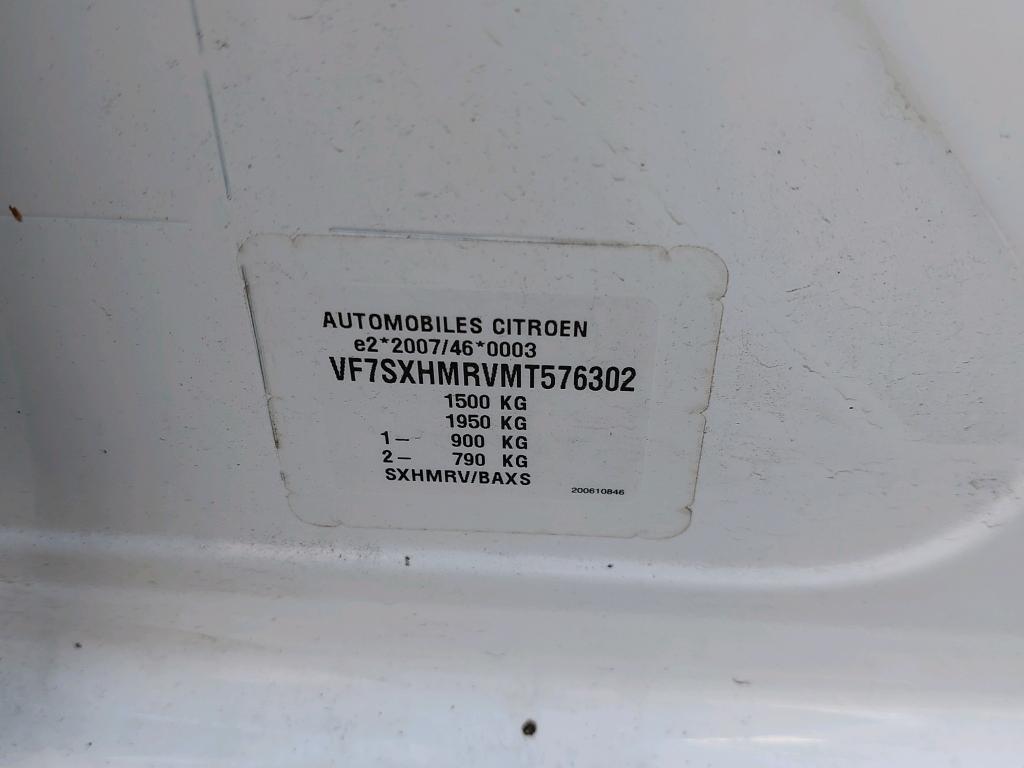 AUTOMOBILES CITROEN
e2*2007/46*0003
VF7SXHMRVMT576302
1500 KG
1950 KG
1- 900 KG
2- 790 KG
SXHMRV/BAXS
200610846